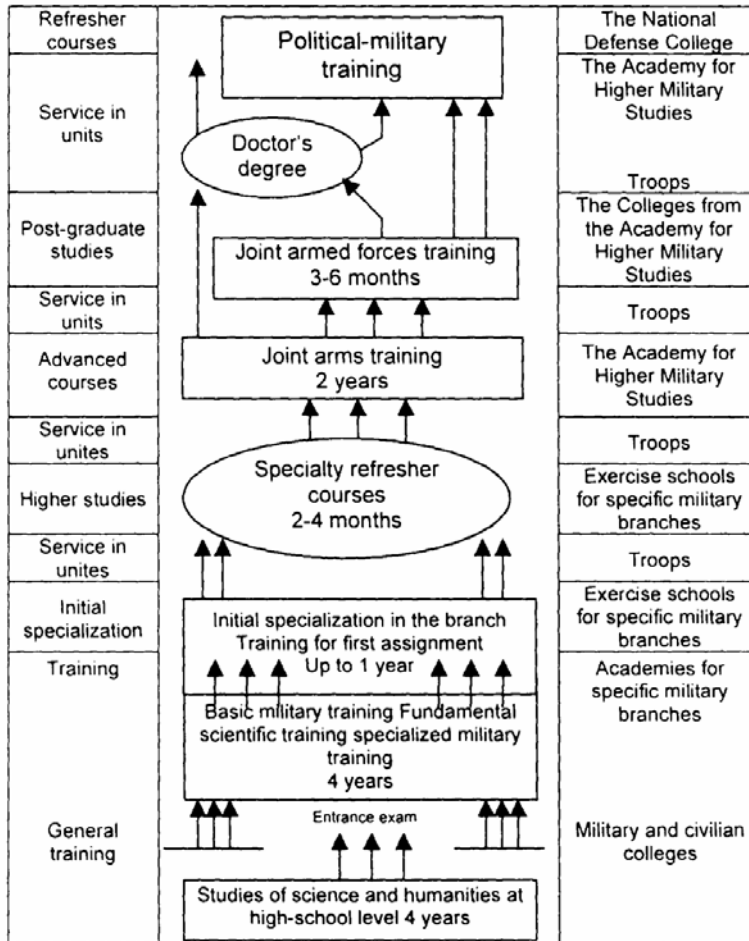 Refresher
courses
Political-military
training
The National
Defense College
Service in
units
Doctor's
degree
The Academy for
Higher Military
Studies
Troops
Post-graduate
studies
Joint armed forces training
3-6 months
The Colleges from
the Academy for
Higher Military
Studies
Service in
units
Troops
Advanced
courses
Joint arms training
2 years
The Academy for
Higher Military
Studies
Service in
unites
Troops
Higher studies
Specialty refresher
courses
2-4 months
Exercise schools
for specific military
branches
Service in
unites
Troops
Initial
specialization
Initial specialization in the branch
Training for first assignment
Up to 1 year
Exercise schools
for specific military
branches
Training
Basic military training Fundamental
scientific training specialized military
training
4 years
Academies for
specific military
branches
General
training
Entrance exam
Military and civilian
colleges
Studies of science and humanities at
high-school level 4 years